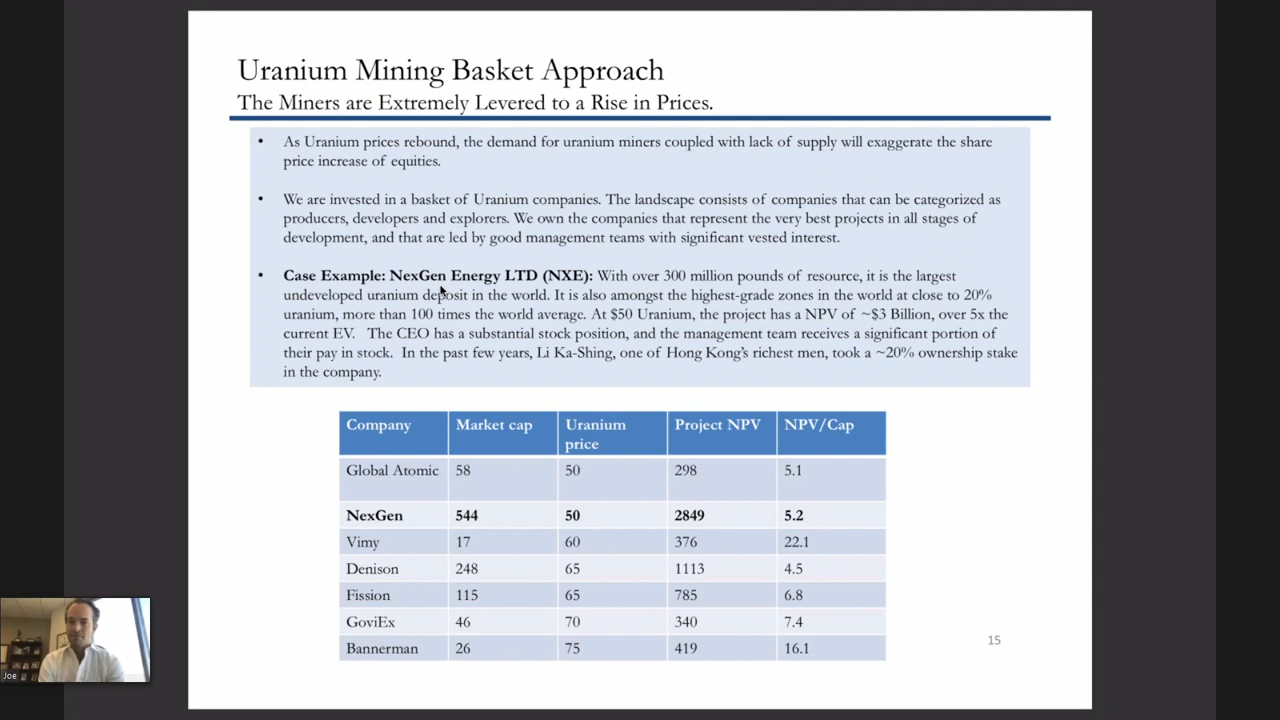 Uranium Mining Basket Approach
The Miners are Extremely Levered to a Rise in Prices.
• As Uranium prices rebound, the demand for uranium miners coupled with lack of supply will exaggerate the share
price increase of equities.
• We are invested in a basket of Uranium companies. The landscape consists of companies that can be categorized as
producers, developers and explorers. We own the companies that represent the very best projects in all stages of
development, and that are led by good management teams with significant vested interest.
• Case Example: NexGen Energy LTD (NXE): With over 300 million pounds of resource, it is the largest
undeveloped uranium deposit in the world. It is also amongst the highest-grade zones in the world at close to 20%
uranium, more than 100 times the world average. At $50 Uranium, the project has a NPV of ~$3 Billion, over 5x the
current EV. The CEO has a substantial stock position, and the management team receives a significant portion of
their pay in stock. In the past few years, Li Ka-Shing, one of Hong Kong's richest men, took a ~20% ownership stake
in the company.
Company Market cap Uranium price Project NPV NPV/Cap
Global Atomic 58 50 298 5.1
NexGen 544 50 2849 5.2
Vimy 17 60 376 22.1
Denison 248 65 1113 4.5
Fission 115 65 785 6.8
GoviEx 46 70 340 7.4
Bannerman 26 75 419 16.1
15
Joe